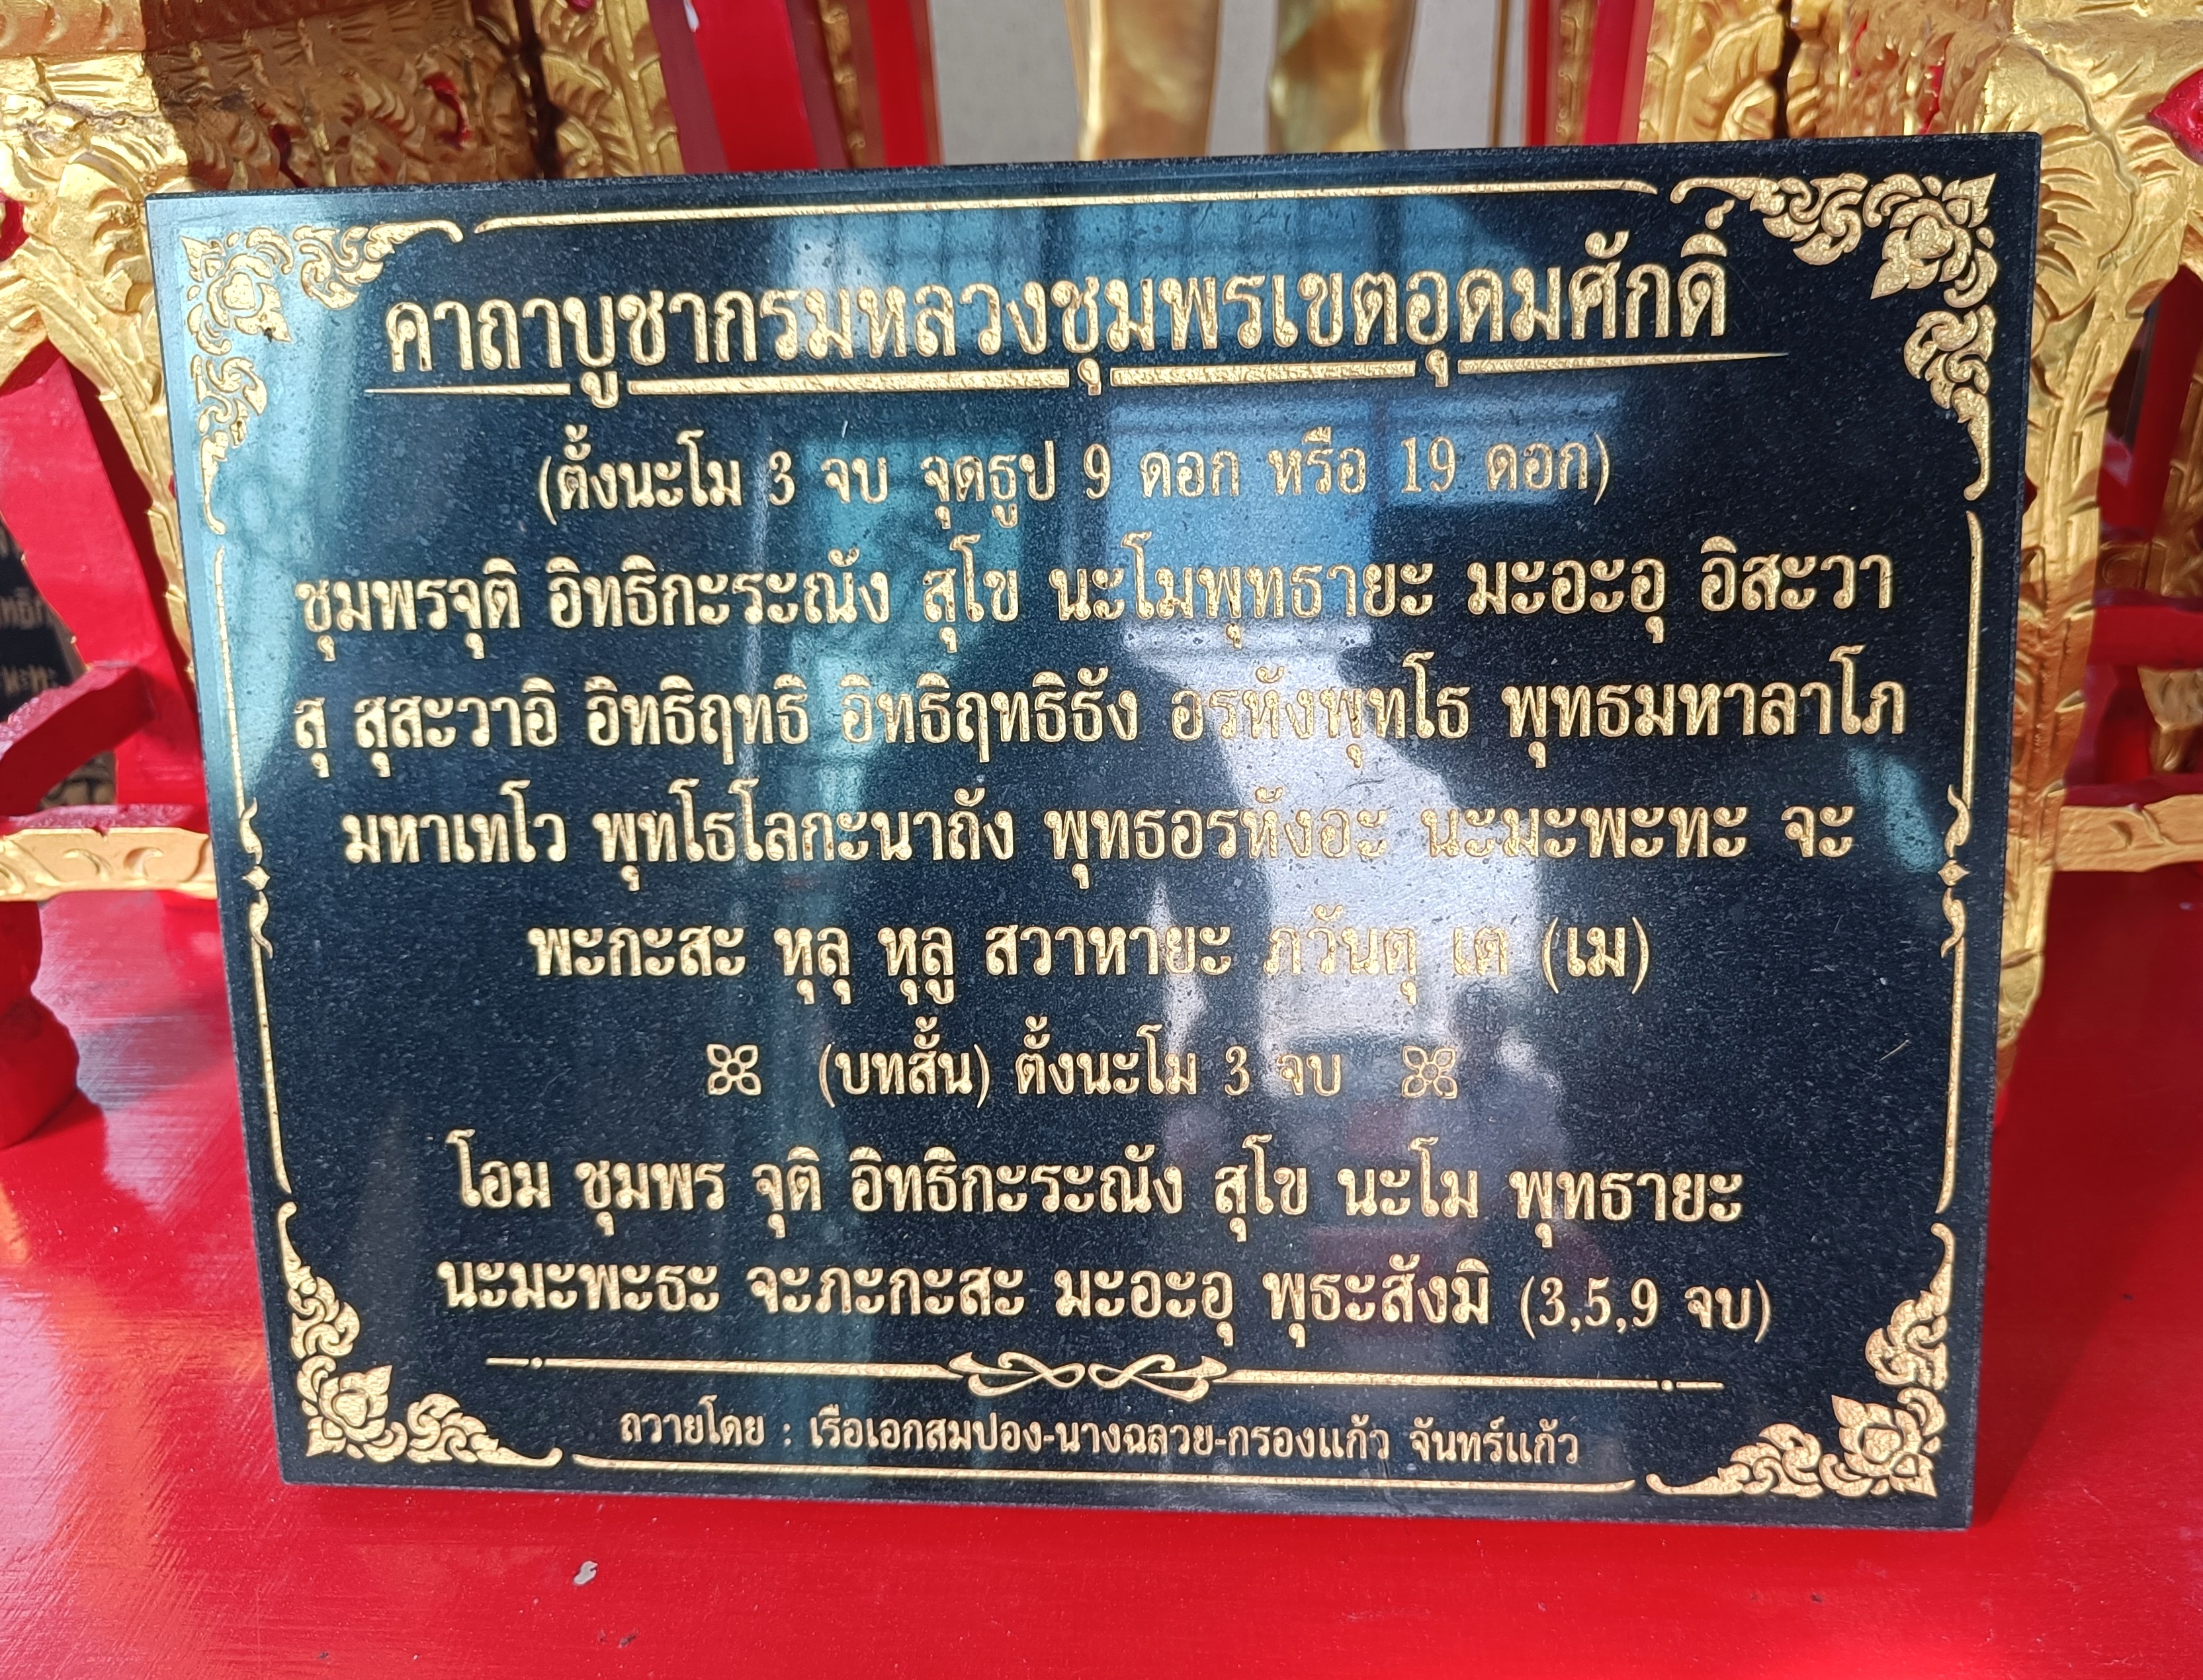 คาถาบูชากรมหลวงชุมพรเขตอุดมศักดิ์
(ตั้งนะโม 3 จบ จุดธูป 9 ดอก หรือ 19 ดอก)
ชุมพรจุติ อิทธิกะระณัง สุโข นะโมพุทธายะ มะอะอุ อิสะวา
สุ สุสะวาอิ อิทธิฤทธิ อิทธิฤทธิธัง อรหังพุทโธ พุทธมหาลาโภ
มหาเทโว พุทโธโลกะนาถัง พุทธอรหังอะ นะมะพะทะ จะ
พะกะสะ หุลุ หุลู สวาหายะ ภวันตุ เต (เม)
(บทสั้น) ตั้งนะโม 3 จบ
โอม ชุมพร จุติ อิทธิกะระณัง สุโข นะโม พุทธายะ
นะมะพะธะ จะภะกะสะ มะอะอุ พุธะสังมิ (3,5,9 จบ)
ถวายโดย : เรือเอกสมปอง-นางฉลวย-กรองแก้ว จันทร์แก้ว